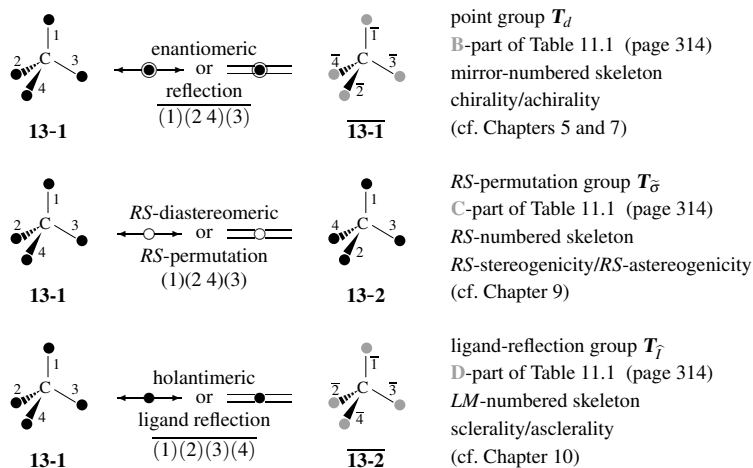 1
C
2
3
4
13-1
enantiomeric
or
reflection
(1)(2 4)(3)
1̅
C
4̅
3̅
2̅
1̅3̅-̅1̅
point group T_d
B-part of Table 11.1 (page 314)
mirror-numbered skeleton
chirality/achirality
(cf. Chapters 5 and 7)
1
C
2
3
4
13-1
RS-diastereomeric
or
RS-permutation
(1)(2 4)(3)
1
C
4
3
2
13-2
RS-permutation group T_σ̃
C-part of Table 11.1 (page 314)
RS-numbered skeleton
RS-stereogenicity/RS-astereogenicity
(cf. Chapter 9)
1
C
2
3
4
13-1
holantimeric
or
ligand reflection
(1)(2)(3)(4)
1̅
C
2̅
3̅
4̅
1̅3̅-̅2̅
ligand-reflection group T_Î
D-part of Table 11.1 (page 314)
LM-numbered skeleton
sclerality/asclerality
(cf. Chapter 10)